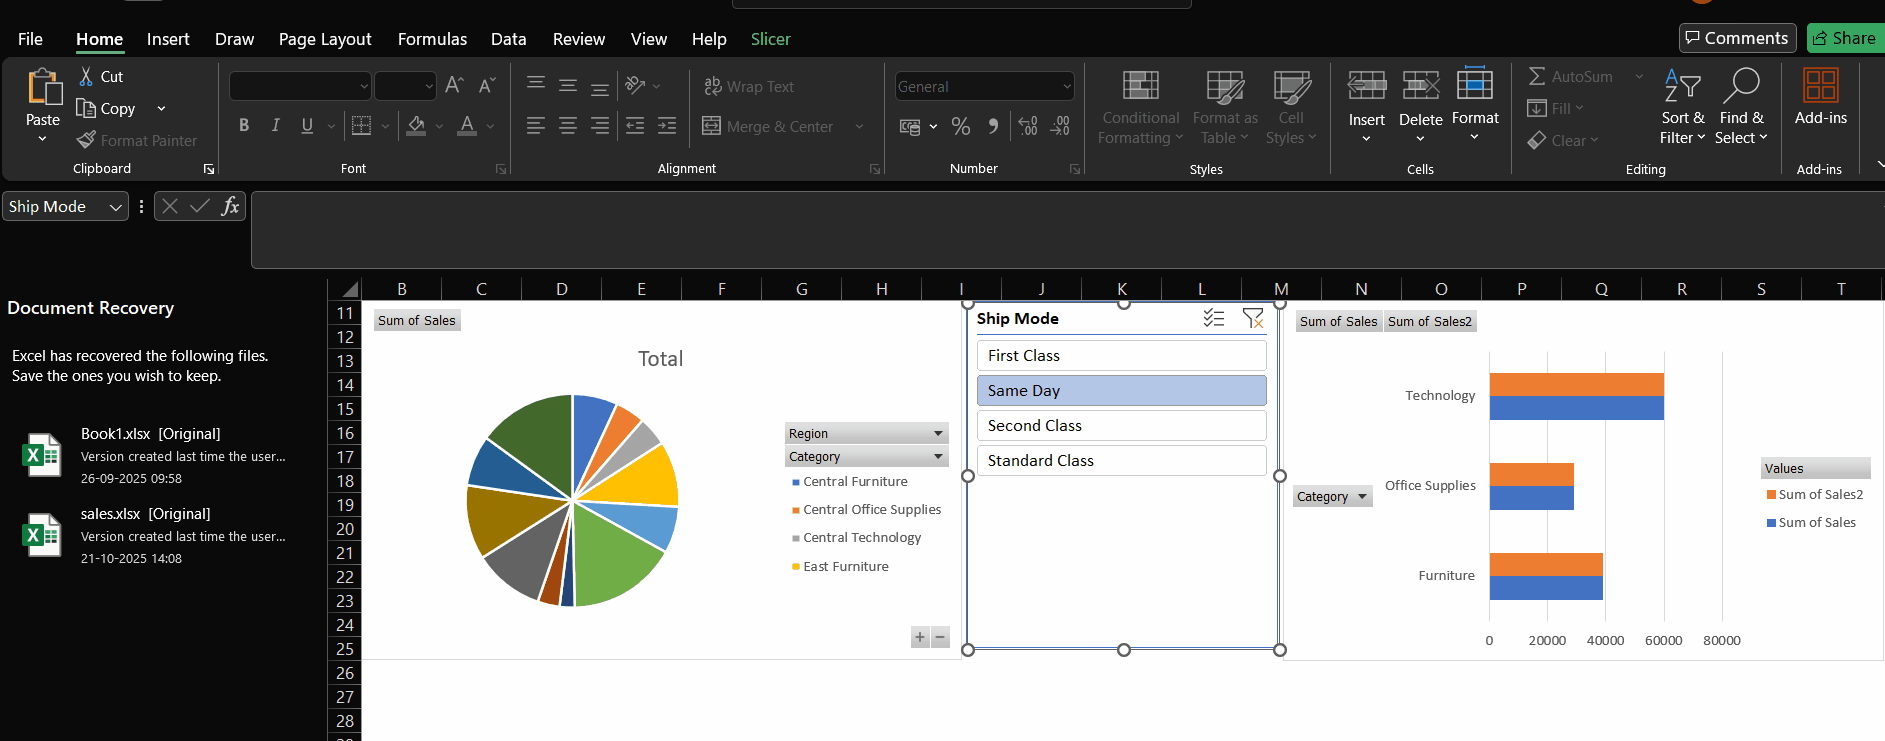 File Home Insert Draw Page Layout Formulas Data Review View Help Slicer Comments Share
Paste
Cut
Copy
Format Painter
Clipboard
B I U A
Font
ab Wrap Text
Merge & Center
Alignment
General
% 9 .00 .00
Number
Conditional Formatting
Format as Table
Cell Styles
Styles
Insert Delete Format
Cells
AutoSum
Fill
Clear
Sort & Filter
Find & Select
Editing
Add-ins
Add-ins
Ship Mode fx
Document Recovery
Excel has recovered the following files.
Save the ones you wish to keep.
Book1.xlsx [Original]
Version created last time the user...
26-09-2025 09:58
sales.xlsx [Original]
Version created last time the user...
21-10-2025 14:08
B C D E F G H I J K L M N O P Q R S T
11
12
13
14
15
16
17
18
19
20
21
22
23
24
25
26
27
28
Sum of Sales
Total
Region
Category
Central Furniture
Central Office Supplies
Central Technology
East Furniture
+ −
Ship Mode
First Class
Same Day
Second Class
Standard Class
Sum of Sales Sum of Sales2
Technology
Office Supplies
Furniture
Category
0 20000 40000 60000 80000
Values
Sum of Sales2
Sum of Sales